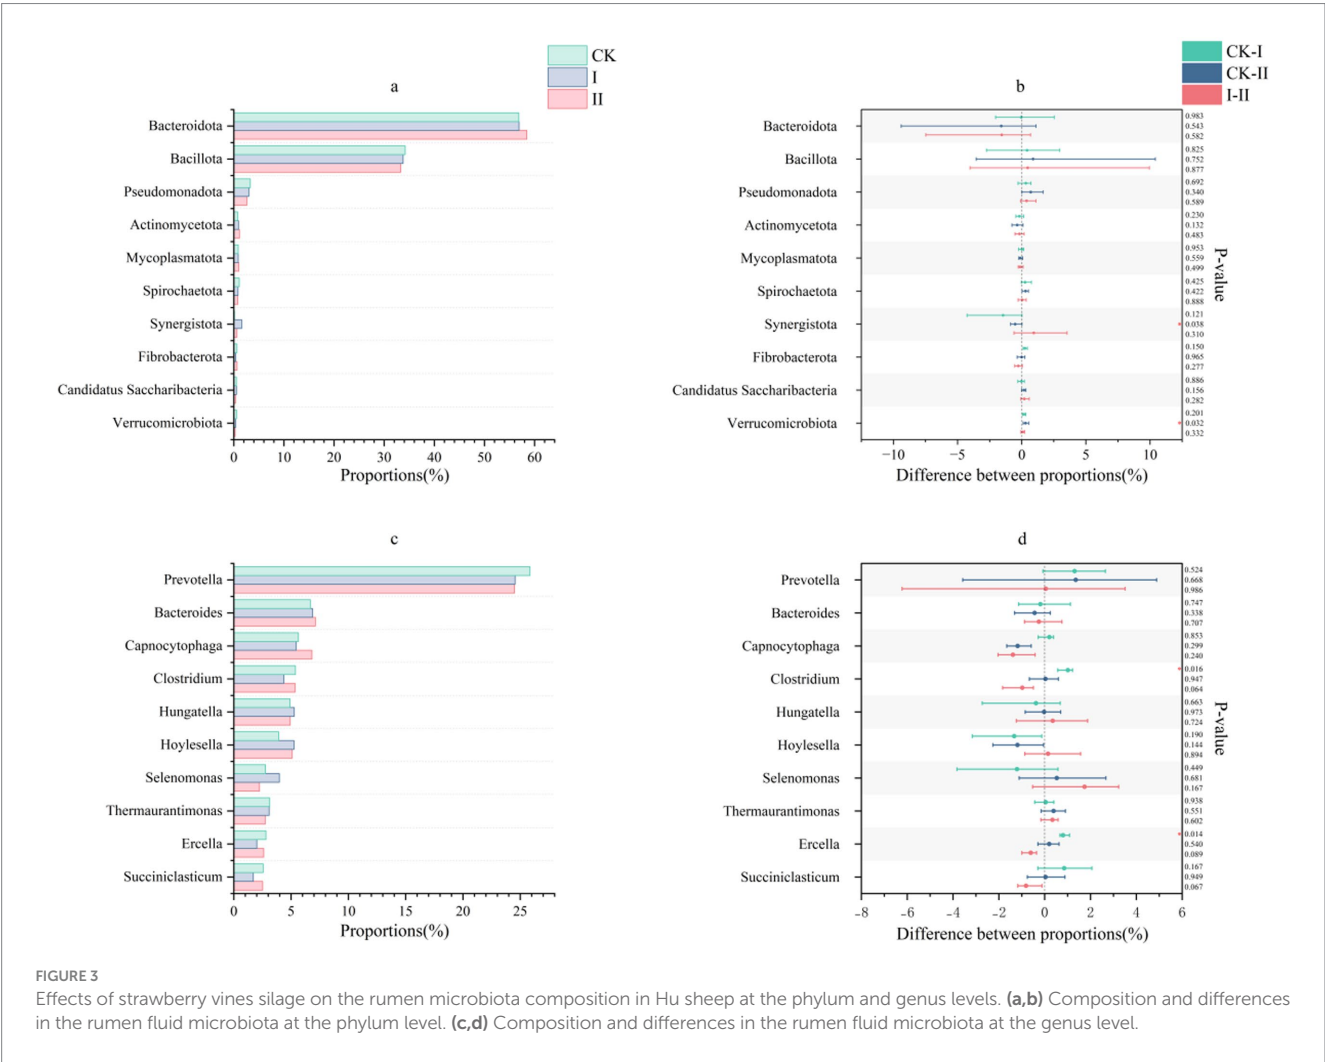 a
CK
I
II
Bacteroidota
Bacillota
Pseudomonadota
Actinomycetota
Mycoplasmatota
Spirochaetota
Synergistota
Fibrobacterota
Candidatus Saccharibacteria
Verrucomicrobiota
0 10 20 30 40 50 60
Proportions(%)
b
CK-I
CK-II
I-II
Bacteroidota
Bacillota
Pseudomonadota
Actinomycetota
Mycoplasmatota
Spirochaetota
Synergistota
Fibrobacterota
Candidatus Saccharibacteria
Verrucomicrobiota
0.983
0.543
0.582
0.825
0.752
0.877
0.692
0.340
0.589
0.230
0.132
0.483
0.953
0.559
0.499
0.425
0.422
0.888
0.121
* 0.038
0.310
0.150
0.965
0.277
0.886
0.156
0.282
0.201
* 0.032
0.332
P-value
−10 −5 0 5 10
Difference between proportions(%)
c
Prevotella
Bacteroides
Capnocytophaga
Clostridium
Hungatella
Hoylesella
Selenomonas
Thermaurantimonas
Ercella
Succiniclasticum
0 5 10 15 20 25
Proportions(%)
d
Prevotella
Bacteroides
Capnocytophaga
Clostridium
Hungatella
Hoylesella
Selenomonas
Thermaurantimonas
Ercella
Succiniclasticum
0.524
0.668
0.986
0.747
0.338
0.707
0.853
0.299
0.240
* 0.016
0.947
0.064
0.665
0.973
0.724
0.190
0.144
0.894
0.449
0.681
0.167
0.938
0.551
0.602
* 0.014
0.540
0.089
0.167
0.949
0.067
P-value
−8 −6 −4 −2 0 2 4 6
Difference between proportions(%)
FIGURE 3
Effects of strawberry vines silage on the rumen microbiota composition in Hu sheep at the phylum and genus levels. (a,b) Composition and differences
in the rumen fluid microbiota at the phylum level. (c,d) Composition and differences in the rumen fluid microbiota at the genus level.